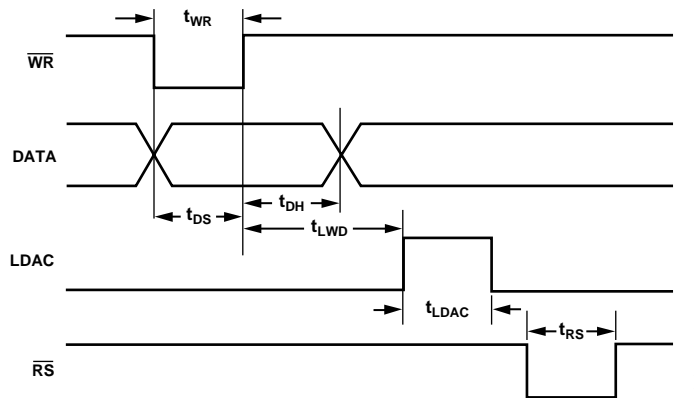 tWR
WR
DATA
tDS
tDH
tLWD
LDAC
tLDAC
tRS
RS